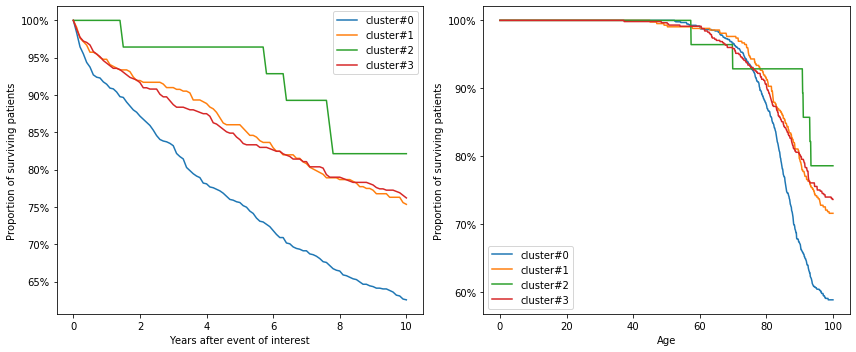 100%
95%
90%
85%
80%
75%
70%
65%
Proportion of surviving patients
0
2
4
6
8
10
Years after event of interest
cluster#0
cluster#1
cluster#2
cluster#3
100%
90%
80%
70%
60%
Proportion of surviving patients
0
20
40
60
80
100
Age
cluster#0
cluster#1
cluster#2
cluster#3